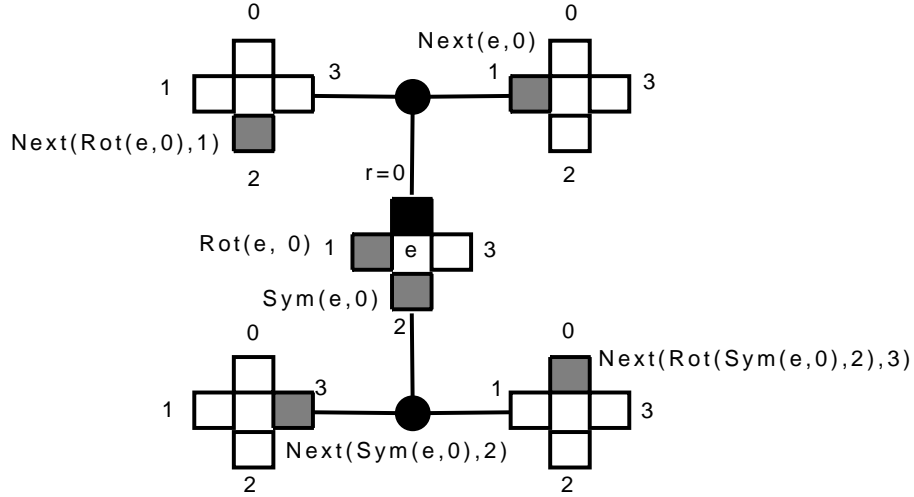 0
0
Next(e,0)
1
3
1
3
Next(Rot(e,0),1)
2
2
r=0
Rot(e, 0)
1
e
3
Sym(e,0)
2
0
0
Next(Rot(Sym(e,0),2),3)
3
1
1
3
Next(Sym(e,0),2)
2
2